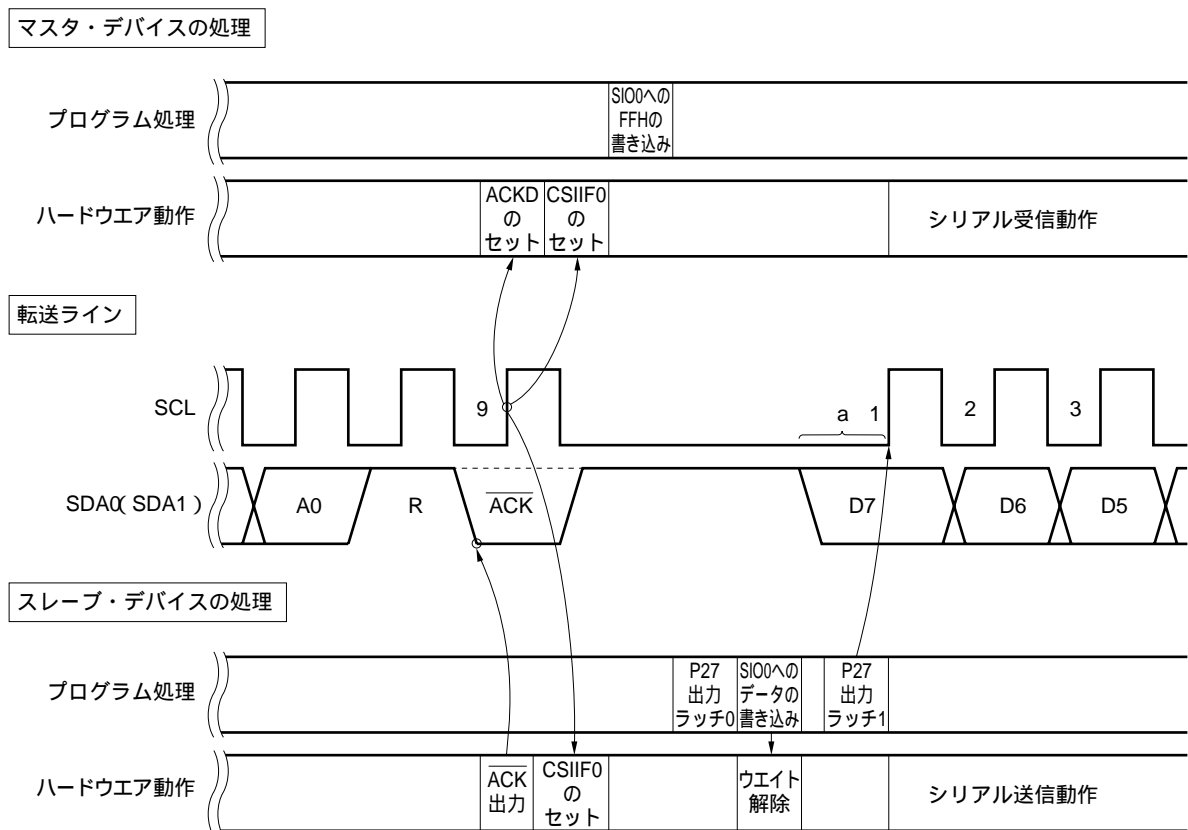 マスタ・デバイスの処理
プログラム処理
SIO0への
FFHの
書き込み
ハードウエア動作
ACKD
の
セット
CSIIF0
の
セット
シリアル受信動作
転送ライン
SCL
9
a
1
2
3
SDA0(SDA1)
A0
R
ACK
D7
D6
D5
スレーブ・デバイスの処理
プログラム処理
P27
出力
ラッチ0
SIO0への
データの
書き込み
P27
出力
ラッチ1
ハードウエア動作
ACK
出力
CSIIF0
の
セット
ウエイト
解除
シリアル送信動作